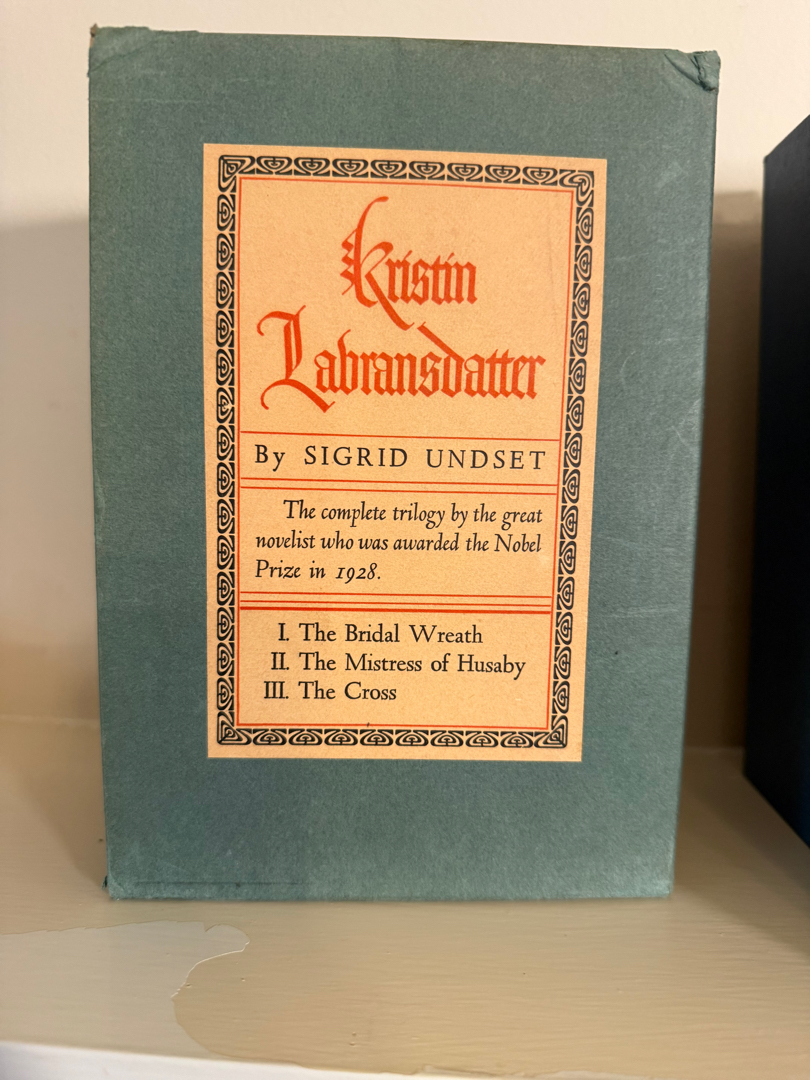 Kristin
Lavransdatter
By SIGRID UNDSET
The complete trilogy by the great
novelist who was awarded the Nobel
Prize in 1928.
I. The Bridal Wreath
II. The Mistress of Husaby
III. The Cross